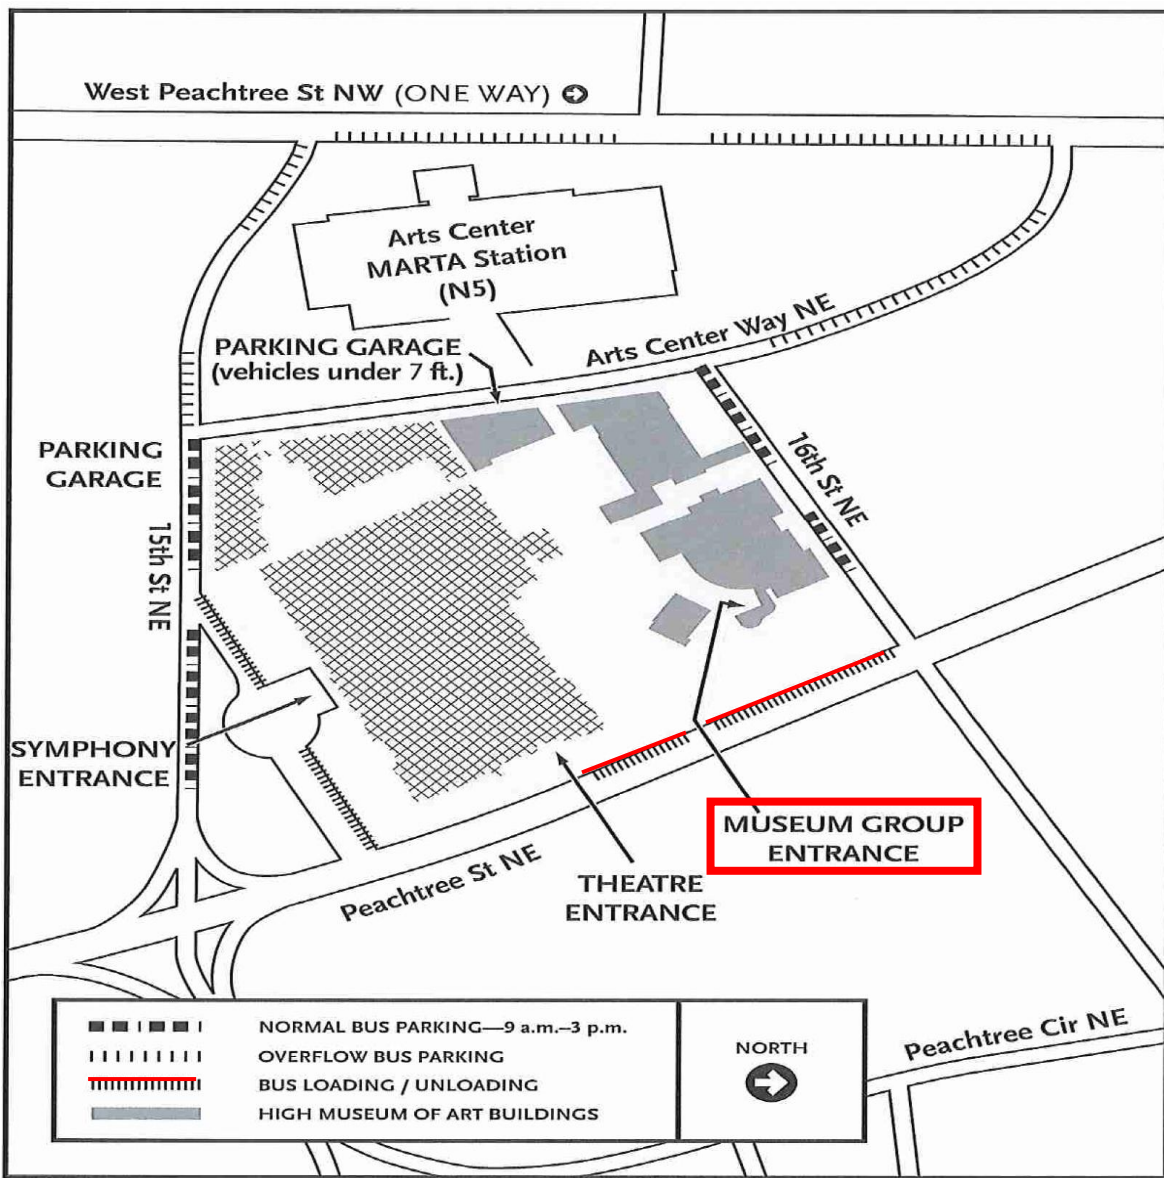 West Peachtree St NW (ONE WAY)
Arts Center
MARTA Station
(N5)
PARKING GARAGE
(vehicles under 7 ft.)
Arts Center Way NE
PARKING
GARAGE
15th St NE
16th St NE
SYMPHONY
ENTRANCE
MUSEUM GROUP
ENTRANCE
Peachtree St NE
THEATRE
ENTRANCE
NORMAL BUS PARKING—9 a.m.–3 p.m.
OVERFLOW BUS PARKING
BUS LOADING / UNLOADING
HIGH MUSEUM OF ART BUILDINGS
NORTH
Peachtree Cir NE